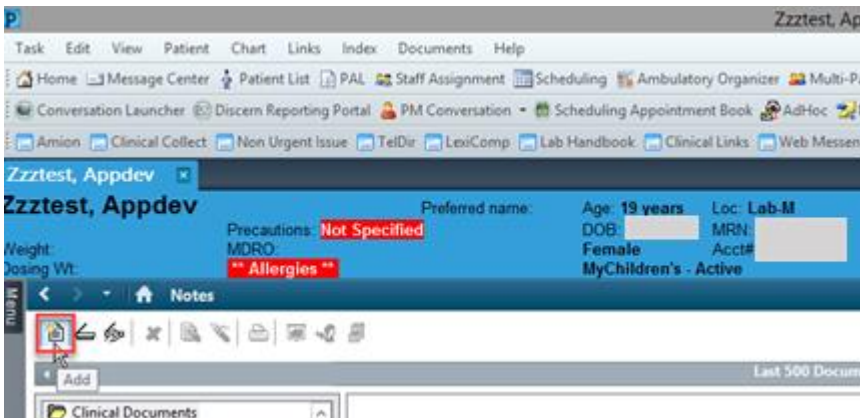 P Zzztest, Ap
Task Edit View Patient Chart Links Index Documents Help
Home Message Center Patient List PAL Staff Assignment Scheduling Ambulatory Organizer Multi-Pa
Conversation Launcher Discern Reporting Portal PM Conversation Scheduling Appointment Book AdHoc
Amion Clinical Collect Non Urgent Issue TelDir LexiComp Lab Handbook Clinical Links Web Messen
Zzztest, Appdev
Zzztest, Appdev Preferred name: Age: 19 years Loc: Lab-M
Precautions: Not Specified DOB: MRN:
Weight: MDRO: Female Acct#
Dosing Wt: ** Allergies ** MyChildren's - Active
Menu
Notes
Add
Last 500 Docum
Clinical Documents